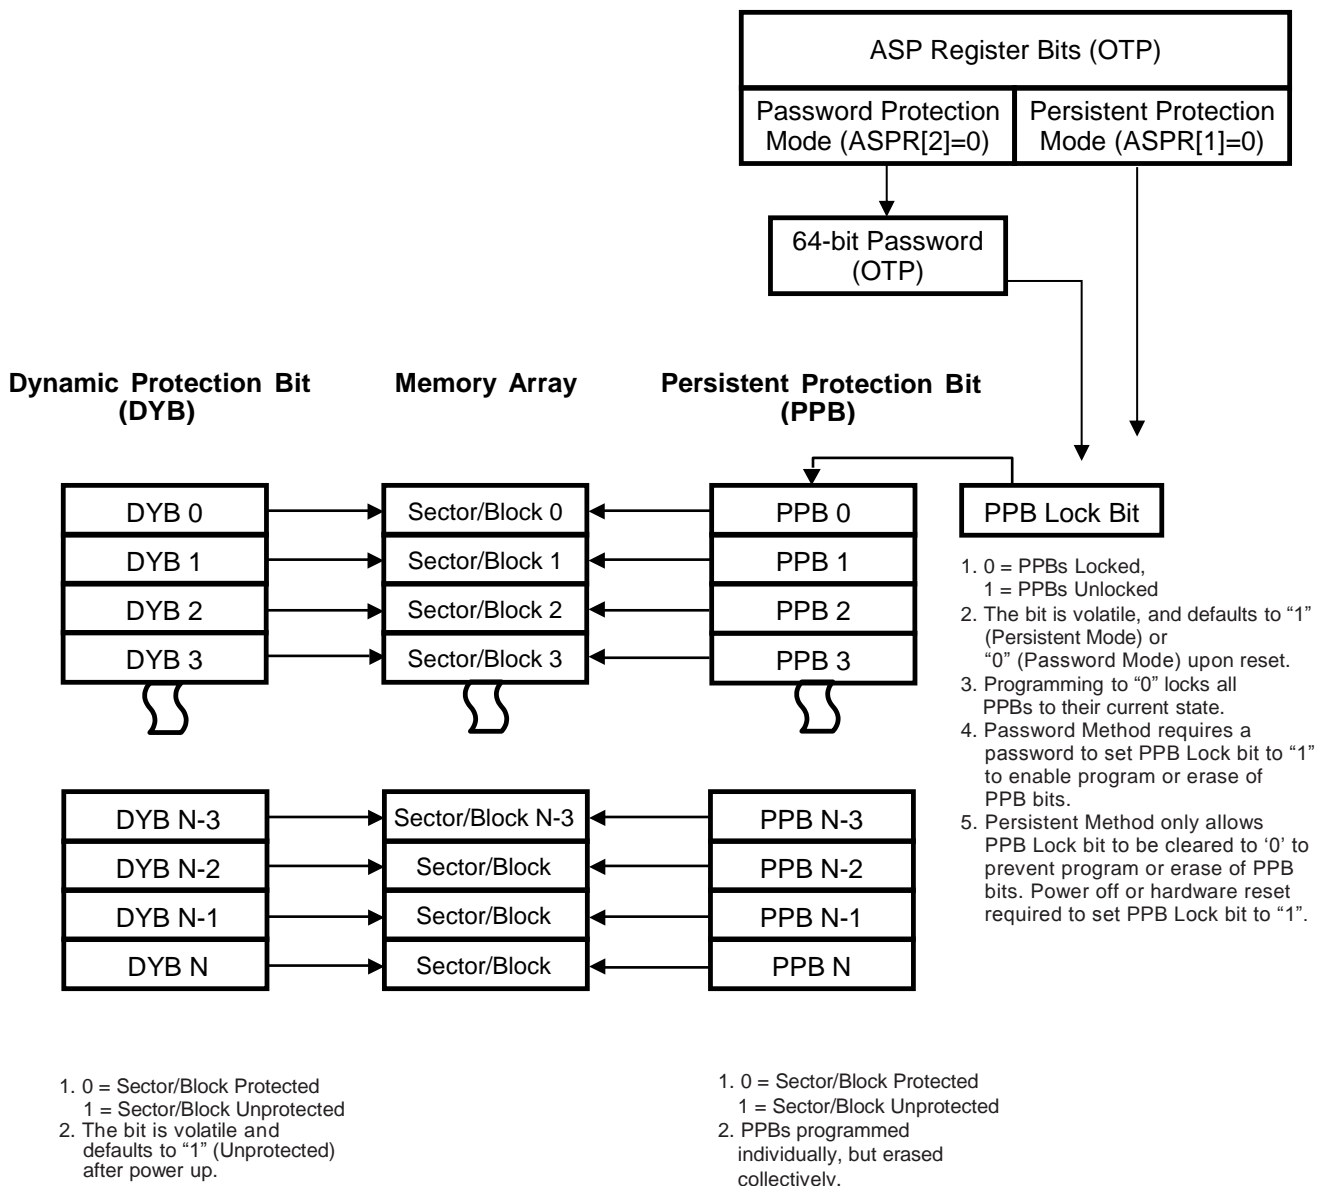 ASP Register Bits (OTP)
Password Protection
Mode (ASPR[2]=0)
Persistent Protection
Mode (ASPR[1]=0)
64-bit Password
(OTP)
Dynamic Protection Bit
(DYB)
Memory Array
Persistent Protection Bit
(PPB)
DYB 0
Sector/Block 0
PPB 0
PPB Lock Bit
DYB 1
Sector/Block 1
PPB 1
DYB 2
Sector/Block 2
PPB 2
DYB 3
Sector/Block 3
PPB 3
1. 0 = PPBs Locked,
1 = PPBs Unlocked
2. The bit is volatile, and defaults to “1”
(Persistent Mode) or
“0” (Password Mode) upon reset.
3. Programming to “0” locks all
PPBs to their current state.
4. Password Method requires a
password to set PPB Lock bit to “1”
to enable program or erase of
PPB bits.
5. Persistent Method only allows
PPB Lock bit to be cleared to ‘0’ to
prevent program or erase of PPB
bits. Power off or hardware reset
required to set PPB Lock bit to “1”.
DYB N-3
Sector/Block N-3
PPB N-3
DYB N-2
Sector/Block
PPB N-2
DYB N-1
Sector/Block
PPB N-1
DYB N
Sector/Block
PPB N
1. 0 = Sector/Block Protected
1 = Sector/Block Unprotected
2. The bit is volatile and
defaults to “1” (Unprotected)
after power up.
1. 0 = Sector/Block Protected
1 = Sector/Block Unprotected
2. PPBs programmed
individually, but erased
collectively.